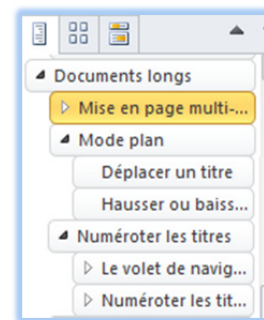 Documents longs
Mise en page multi-...
Mode plan
Déplacer un titre
Hausser ou baiss...
Numéroter les titres
Le volet de navig...
Numéroter les tit...